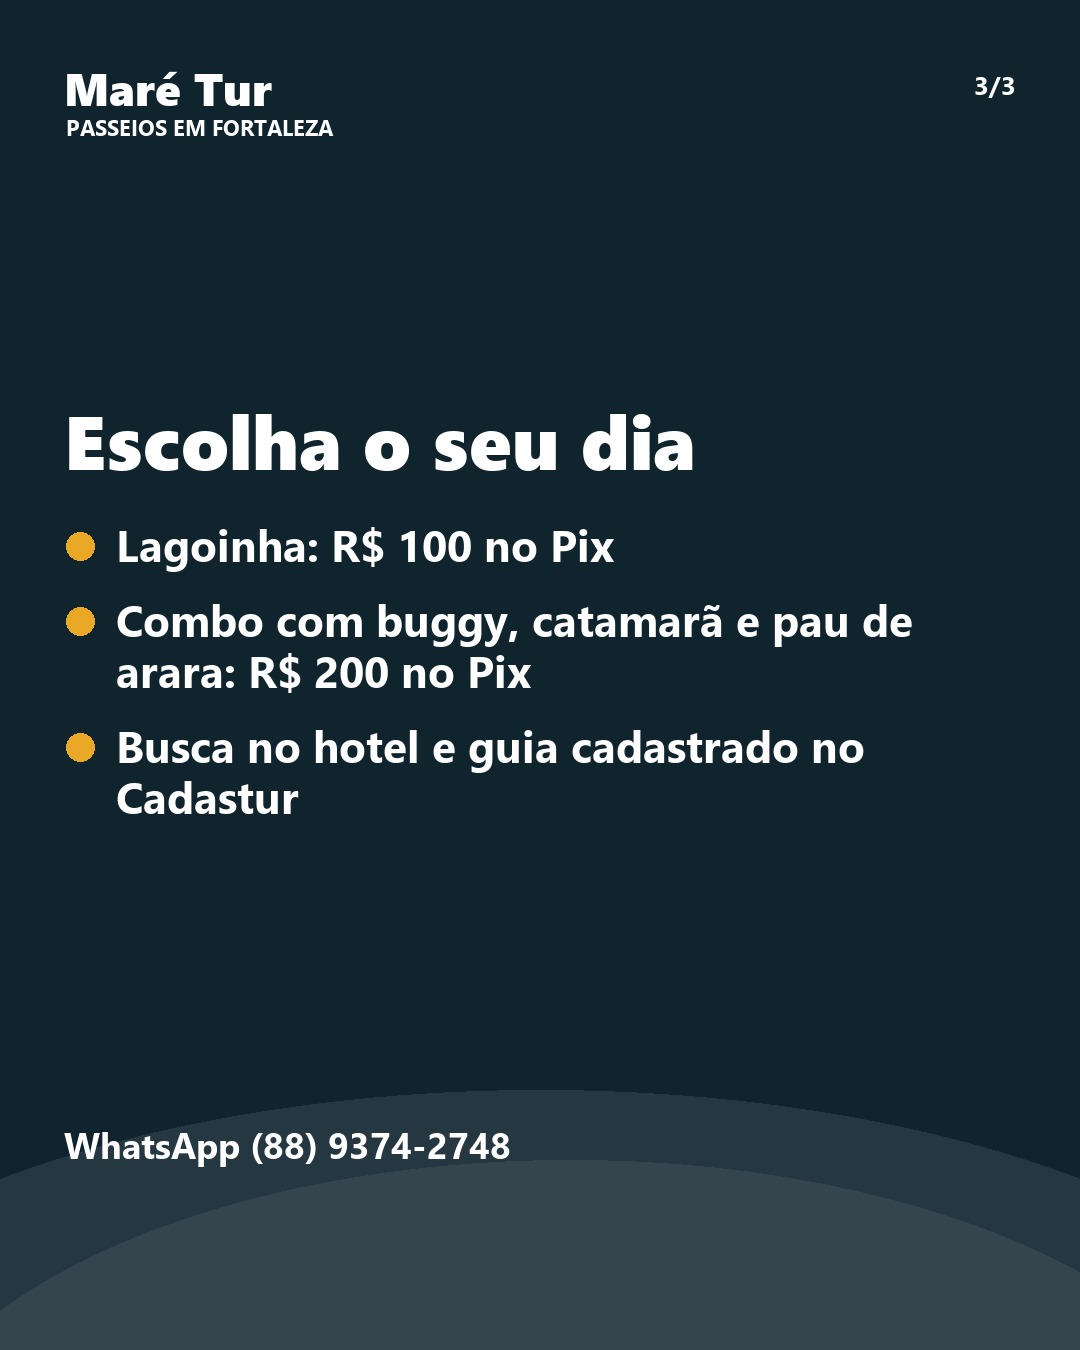 Maré Tur
PASSEIOS EM FORTALEZA
3/3
Escolha o seu dia
Lagoinha: R$ 100 no Pix
Combo com buggy, catamarã e pau de
arara: R$ 200 no Pix
Busca no hotel e guia cadastrado no
Cadastur
WhatsApp (88) 9374-2748